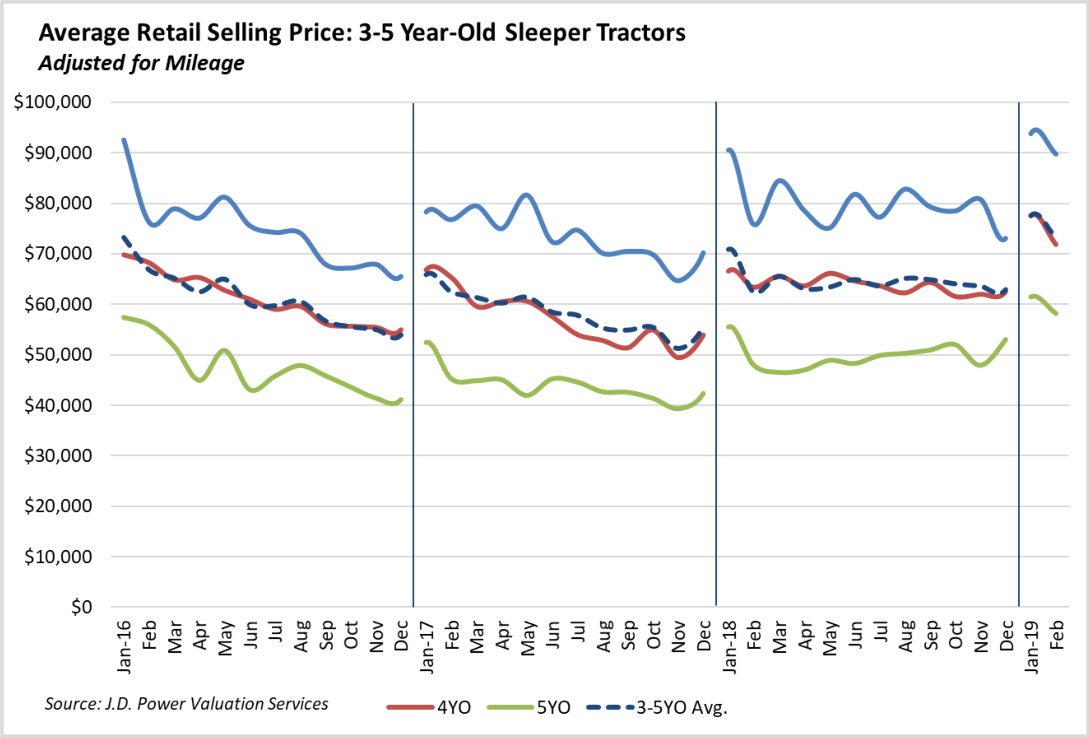 Average Retail Selling Price: 3-5 Year-Old Sleeper Tractors
Adjusted for Mileage
$100,000
$90,000
$80,000
$70,000
$60,000
$50,000
$40,000
$30,000
$20,000
$10,000
$0
Jan-16 Feb Mar Apr May Jun Jul Aug Sep Oct Nov Dec Jan-17 Feb Mar Apr May Jun Jul Aug Sep Oct Nov Dec Jan-18 Feb Mar Apr May Jun Jul Aug Sep Oct Nov Dec Jan-19 Feb
Source: J.D. Power Valuation Services
4YO 5YO 3-5YO Avg.